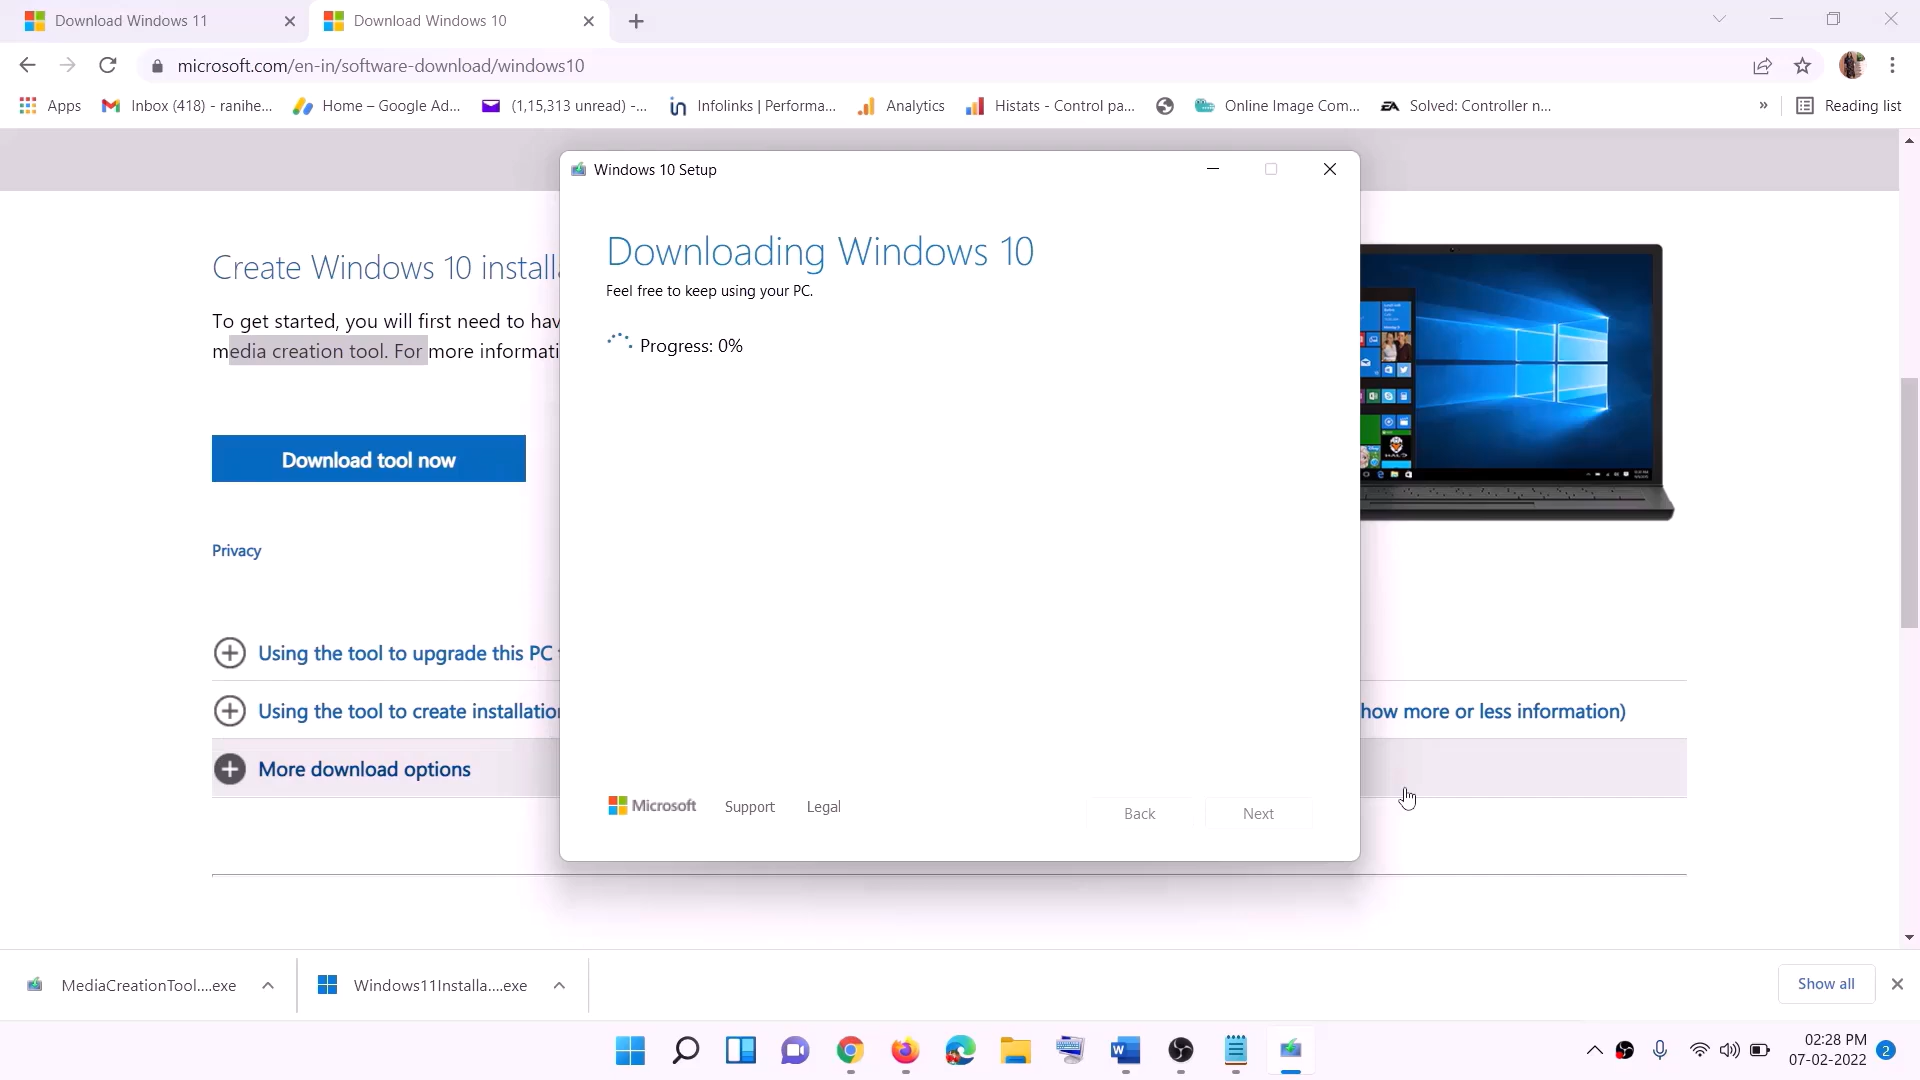 Download Windows 11
Download Windows 10
microsoft.com/en-in/software-download/windows10
Apps
Inbox (418) - ranihe...
Home – Google Ad...
(1,15,313 unread) -...
Infolinks | Performa...
Analytics
Histats - Control pa...
Online Image Com...
Solved: Controller n...
»
Reading list
Windows 10 Setup
Downloading Windows 10
Feel free to keep using your PC.
Progress: 0%
Create Windows 10 installa
To get started, you will first need to hav
media creation tool. For more informati
Download tool now
Privacy
Using the tool to upgrade this PC
Using the tool to create installation
how more or less information)
More download options
Microsoft
Support
Legal
Back
Next
MediaCreationTool....exe
Windows11Installa....exe
Show all
02:28 PM
07-02-2022
2